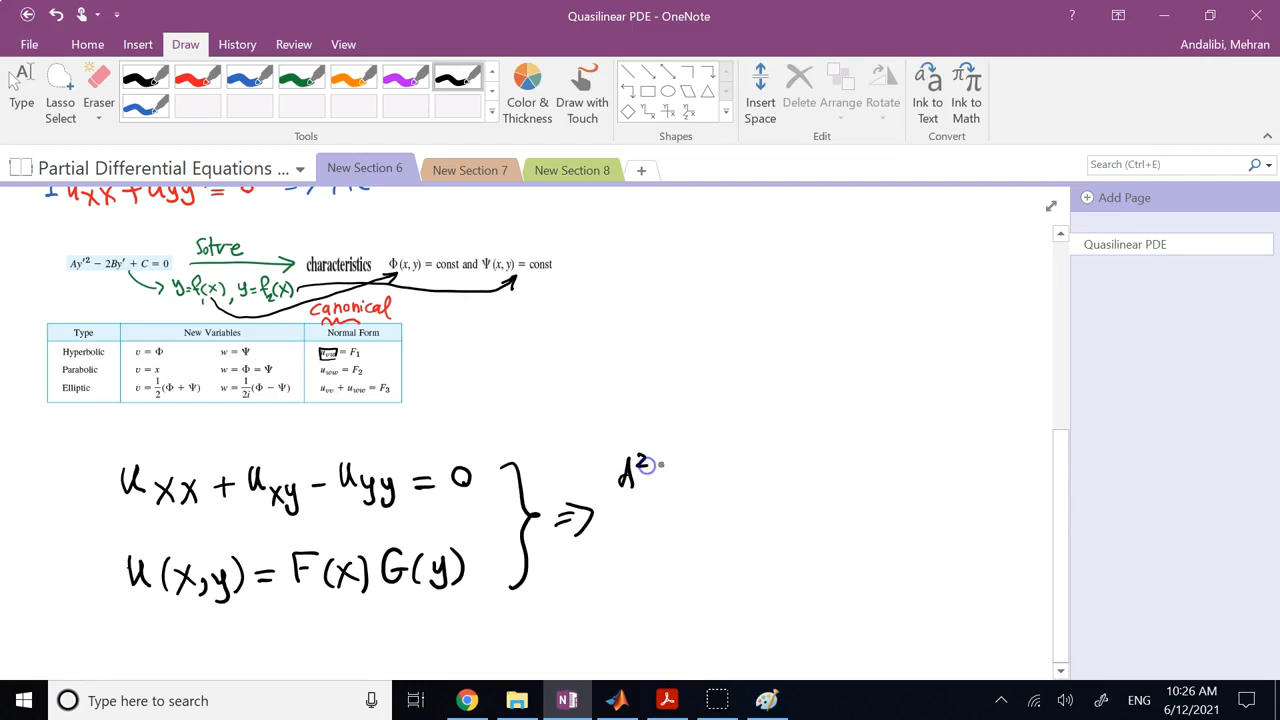 Quasilinear PDE - OneNote
Andalibi, Mehran
File Home Insert Draw History Review View
Type
Lasso Select
Eraser
Color & Thickness
Draw with Touch
Insert Space
Delete
Arrange
Rotate
Ink to Text
Ink to Math
Tools
Shapes
Edit
Convert
Partial Differential Equations
New Section 6
New Section 7
New Section 8
Search (Ctrl+E)
Add Page
Quasilinear PDE
Solve
Ay'² − 2By' + C = 0
characteristics Φ(x, y) = const and Ψ(x, y) = const
y=f₁(x), y=f₂(x)
canonical
Type New Variables Normal Form
Hyperbolic v = Φ w = Ψ u_vw = F₁
Parabolic v = x w = Φ = Ψ u_ww = F₂
Elliptic v = 1/2(Φ + Ψ) w = 1/2i(Φ − Ψ) u_vv + u_ww = F₃
u_xx + u_xy − u_yy = 0
u(x,y) = F(x) G(y)
⇒
Type here to search
ENG
10:26 AM
6/12/2021